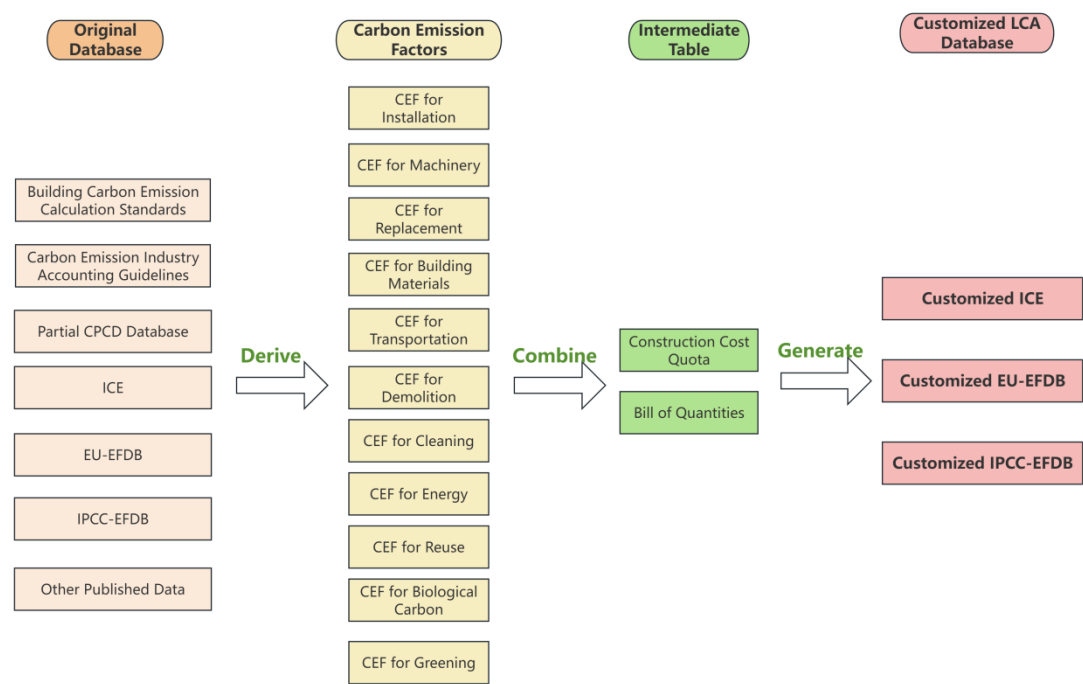 Original
Database
Carbon Emission
Factors
Intermediate
Table
Customized LCA
Database
Building Carbon Emission
Calculation Standards
Carbon Emission Industry
Accounting Guidelines
Partial CPCD Database
ICE
EU-EFDB
IPCC-EFDB
Other Published Data
Derive
CEF for
Installation
CEF for Machinery
CEF for
Replacement
CEF for Building
Materials
CEF for
Transportation
CEF for
Demolition
CEF for Cleaning
CEF for Energy
CEF for Reuse
CEF for Biological
Carbon
CEF for Greening
Combine
Construction Cost
Quota
Bill of Quantities
Generate
Customized ICE
Customized EU-EFDB
Customized IPCC-EFDB